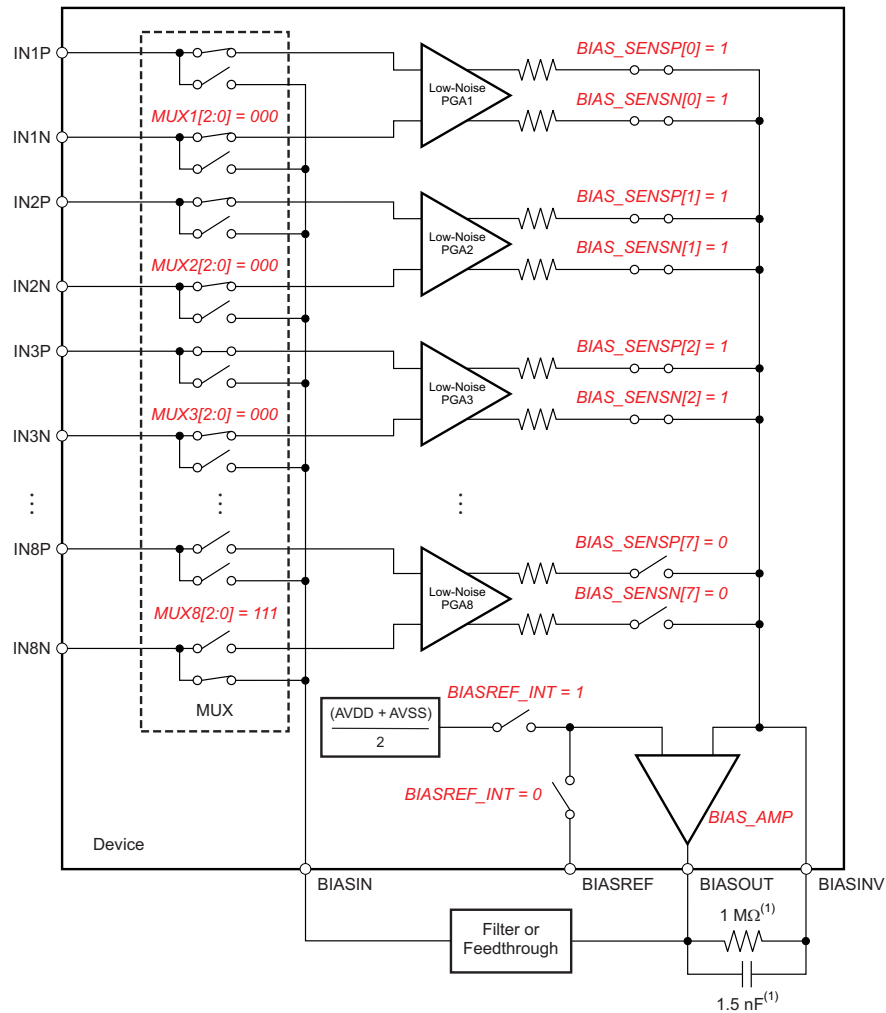 IN1P
BIAS_SENSP[0] = 1
Low-Noise
PGA1
MUX1[2:0] = 000
BIAS_SENSN[0] = 1
IN1N
IN2P
BIAS_SENSP[1] = 1
Low-Noise
PGA2
MUX2[2:0] = 000
BIAS_SENSN[1] = 1
IN2N
IN3P
BIAS_SENSP[2] = 1
Low-Noise
PGA3
MUX3[2:0] = 000
BIAS_SENSN[2] = 1
IN3N
IN8P
BIAS_SENSP[7] = 0
Low-Noise
PGA8
MUX8[2:0] = 111
BIAS_SENSN[7] = 0
IN8N
MUX
BIASREF_INT = 1
(AVDD + AVSS)
2
BIASREF_INT = 0
BIAS_AMP
Device
BIASIN
BIASREF
BIASOUT
BIASINV
Filter or
Feedthrough
1 MΩ(1)
1.5 nF(1)